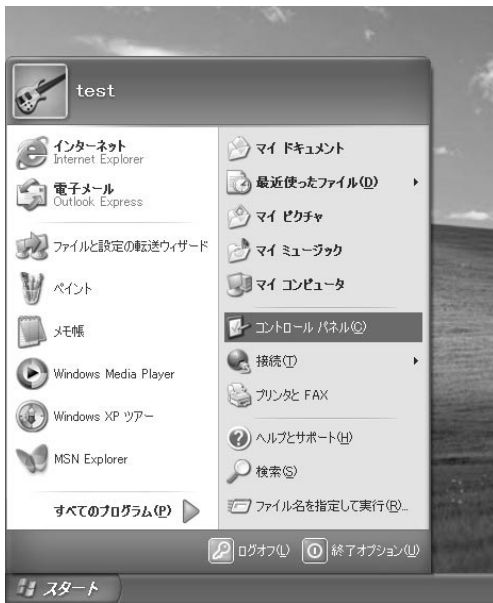 test
インターネット
Internet Explorer
電子メール
Outlook Express
ファイルと設定の転送ウィザード
ペイント
メモ帳
Windows Media Player
Windows XP ツアー
MSN Explorer
すべてのプログラム(P)
マイ ドキュメント
最近使ったファイル(D)
マイ ピクチャ
マイ ミュージック
マイ コンピュータ
コントロール パネル(C)
接続(T)
プリンタと FAX
ヘルプとサポート(H)
検索(S)
ファイル名を指定して実行(R)...
ログオフ(L)
終了オプション(U)
スタート